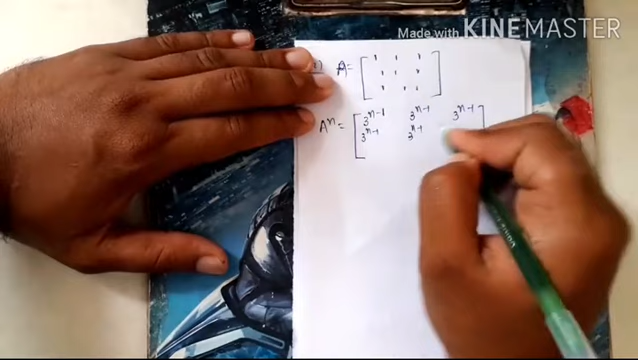 Made with KINEMASTER
A = [ 1 1 1
1 1 1
1 1 1 ]
Aⁿ = [ 3ⁿ⁻¹ 3ⁿ⁻¹ 3ⁿ⁻¹ ]
3ⁿ⁻¹ 3ⁿ⁻¹